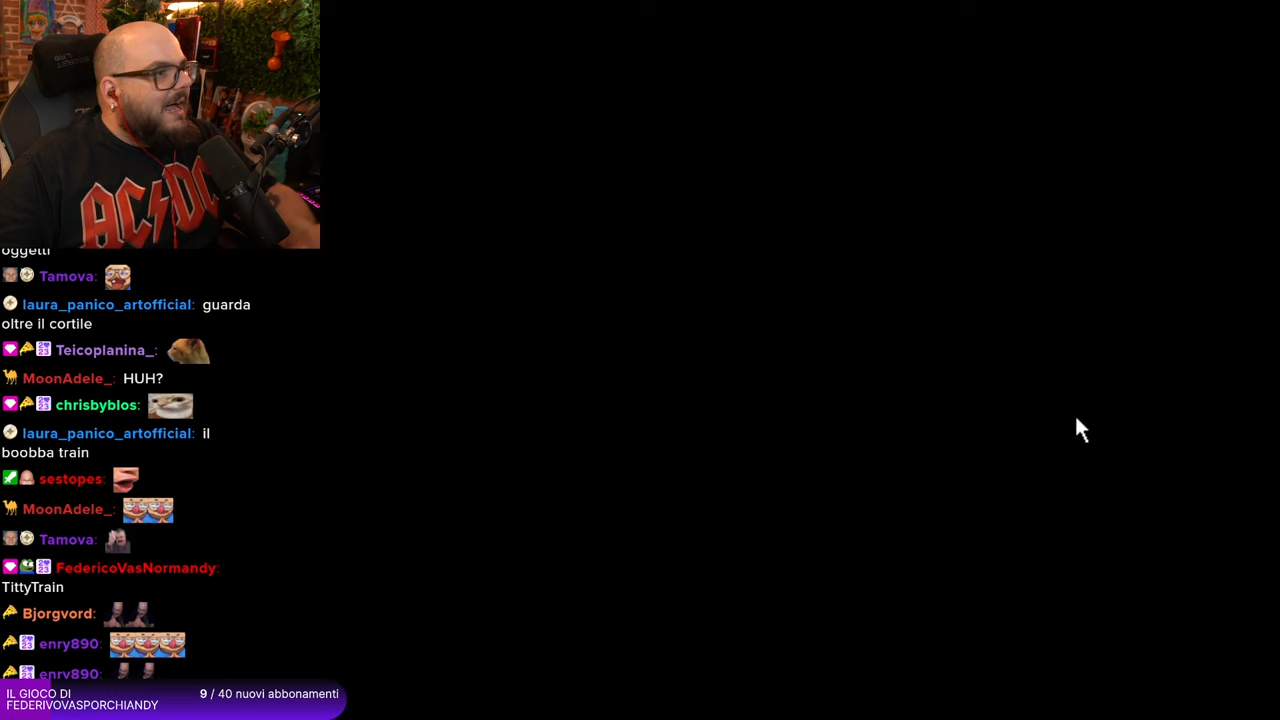 AC/DC
oggetti
Tamova:
laura_panico_artofficial: guarda
oltre il cortile
Teicoplanina_:
MoonAdele_: HUH?
chrisbyblos:
laura_panico_artofficial: il
boobba train
sestopes:
MoonAdele_:
Tamova:
FedericoVasNormandy:
TittyTrain
Bjorgvord:
enry890:
enry890:
IL GIOCO DI
FEDERIVOVASPORCHIANDY
9 / 40 nuovi abbonamenti